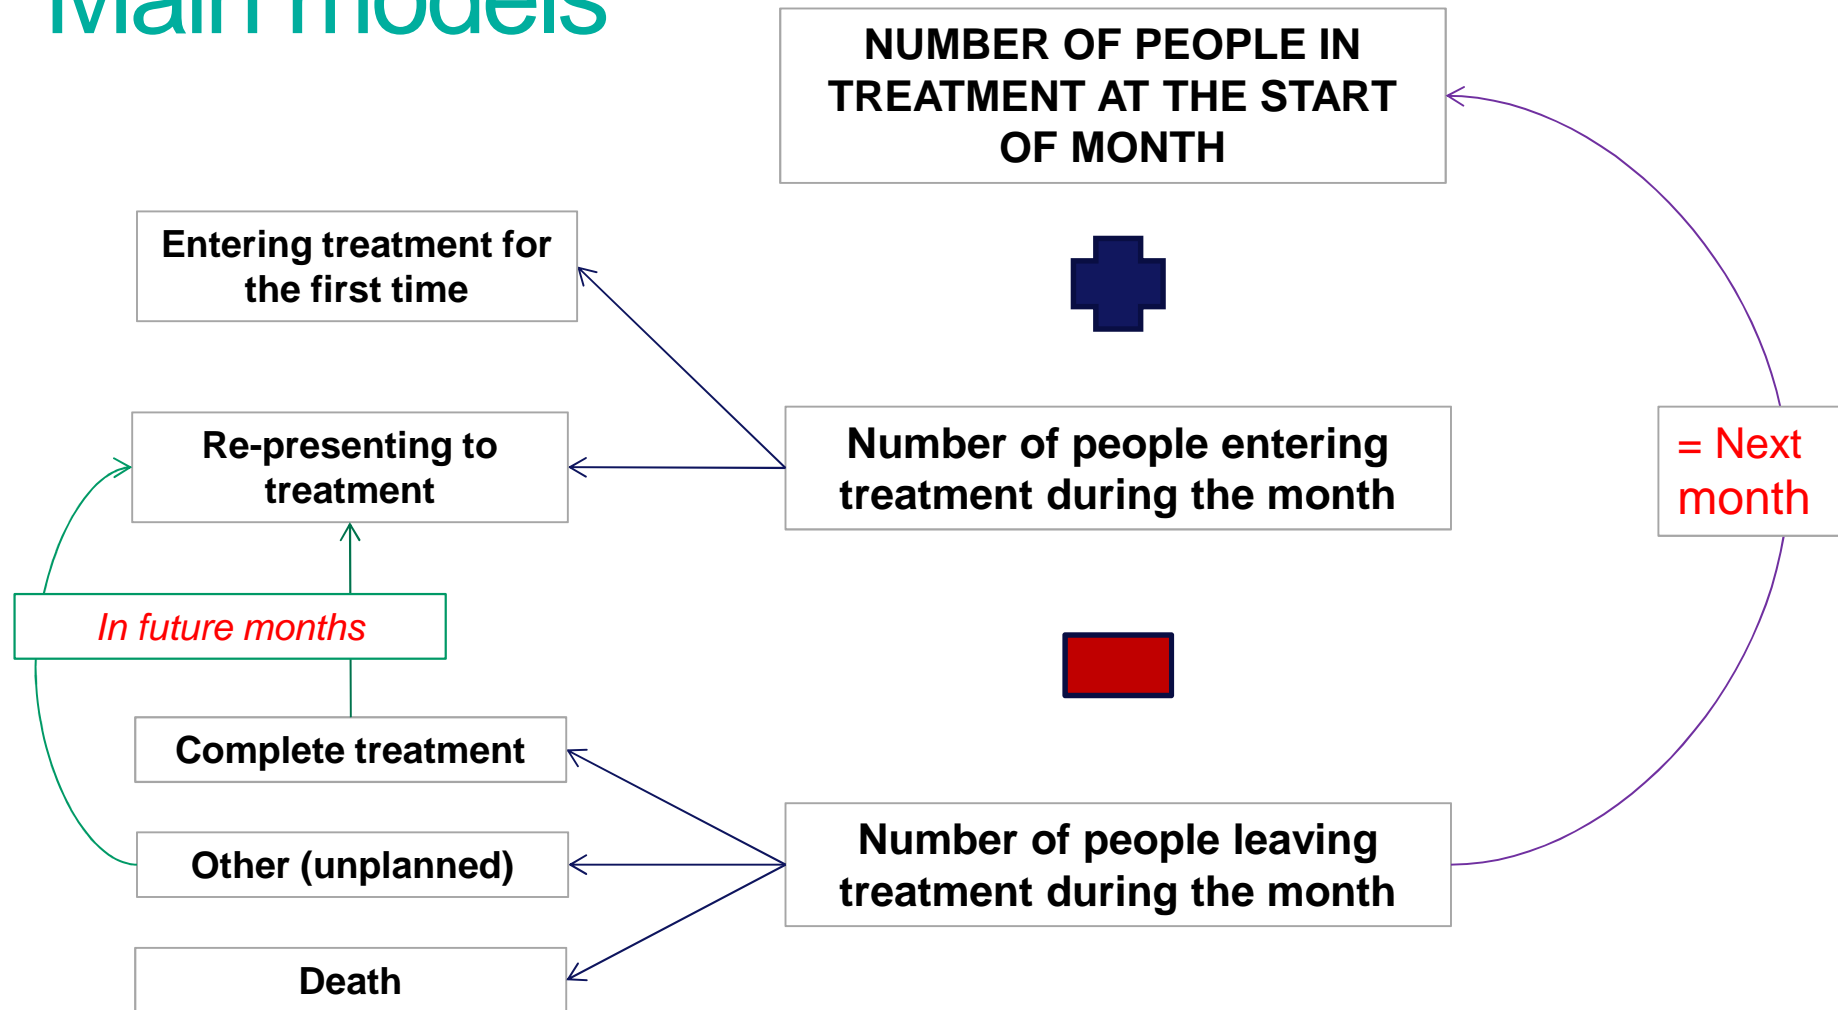 Main models
NUMBER OF PEOPLE IN
TREATMENT AT THE START
OF MONTH
Entering treatment for
the first time
Re-presenting to
treatment
Number of people entering
treatment during the month
= Next
month
In future months
Complete treatment
Other (unplanned)
Number of people leaving
treatment during the month
Death